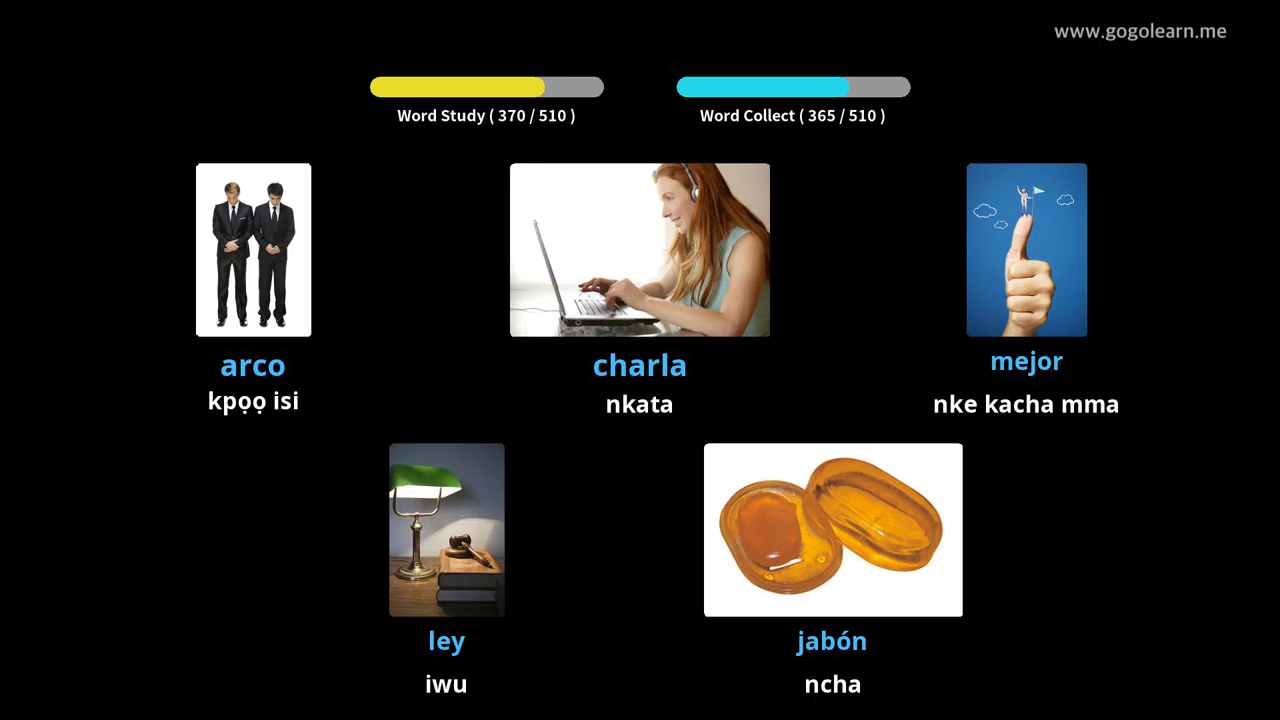 www.gogolearn.me
Word Study ( 370 / 510 )
Word Collect ( 365 / 510 )
arco
kpọọ isi
charla
nkata
mejor
nke kacha mma
ley
iwu
jabón
ncha